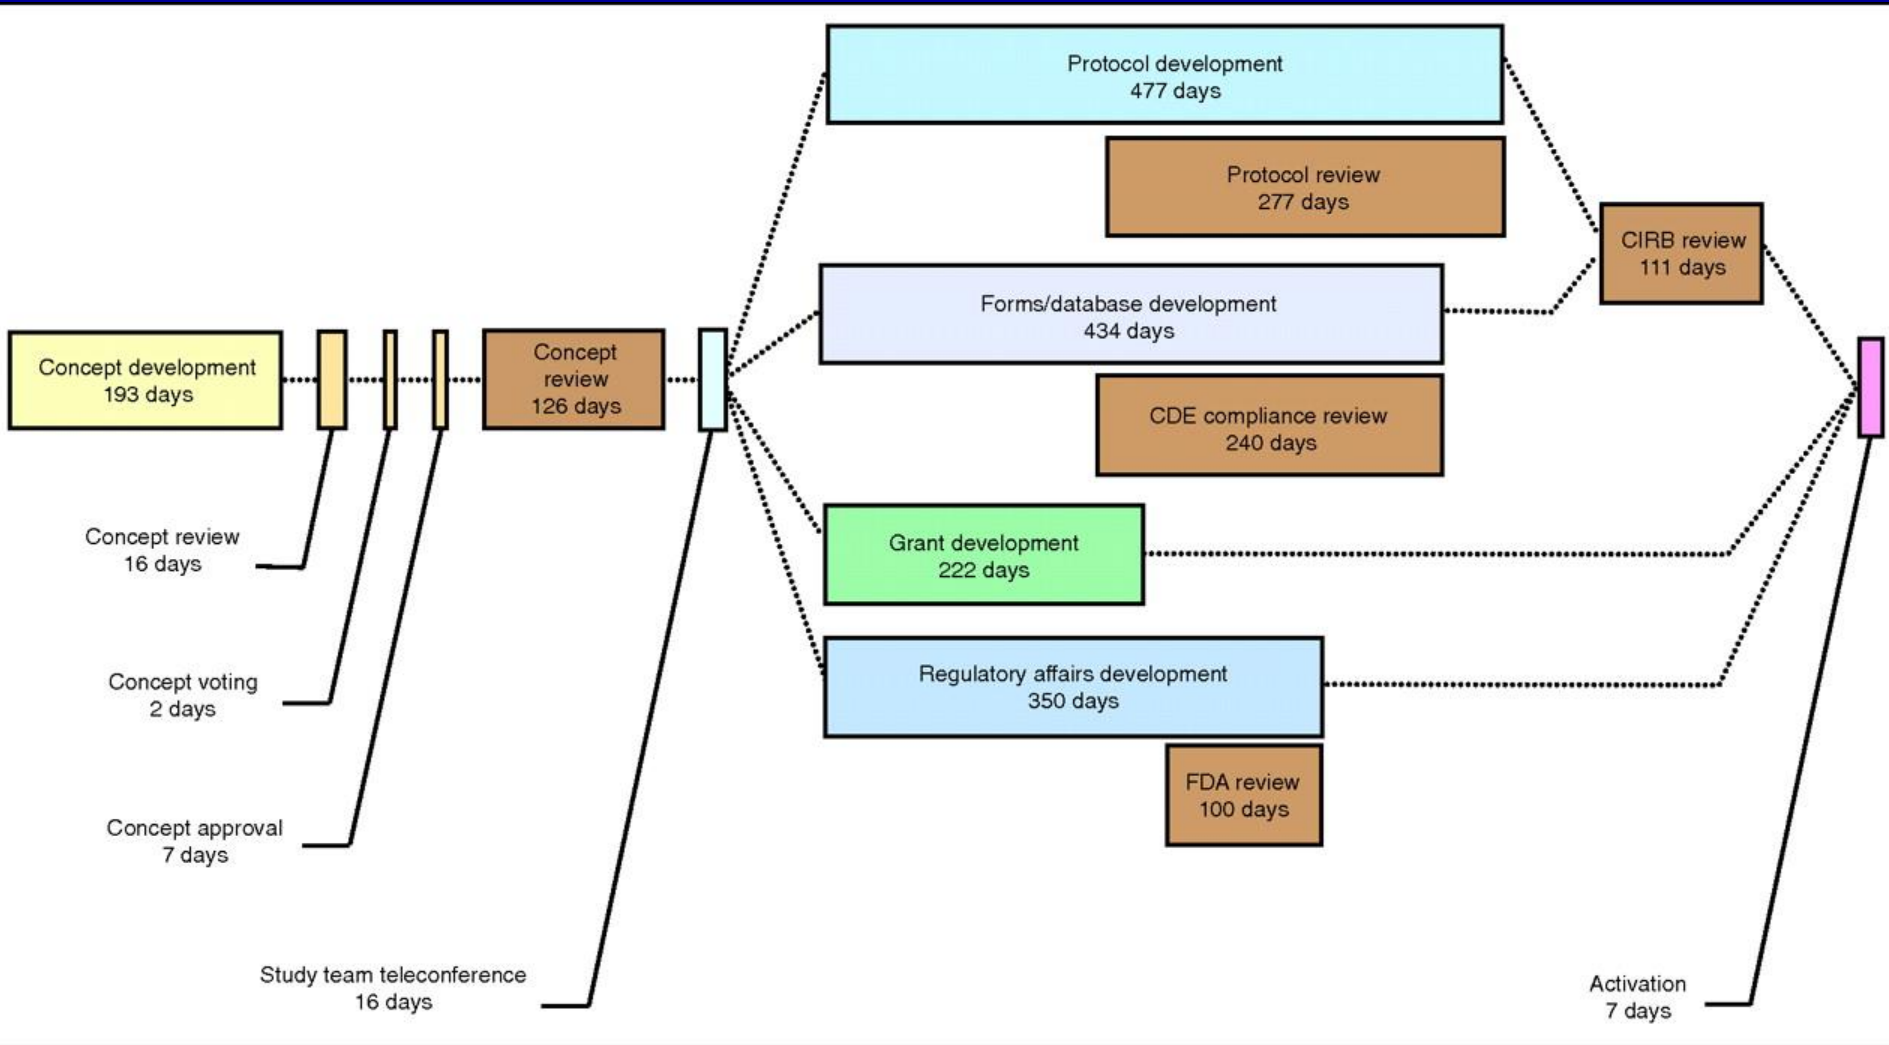 Protocol development
477 days
Protocol review
277 days
CIRB review
111 days
Forms/database development
434 days
Concept development
193 days
Concept
review
126 days
CDE compliance review
240 days
Grant development
222 days
Concept review
16 days
Regulatory affairs development
350 days
Concept voting
2 days
FDA review
100 days
Concept approval
7 days
Study team teleconference
16 days
Activation
7 days